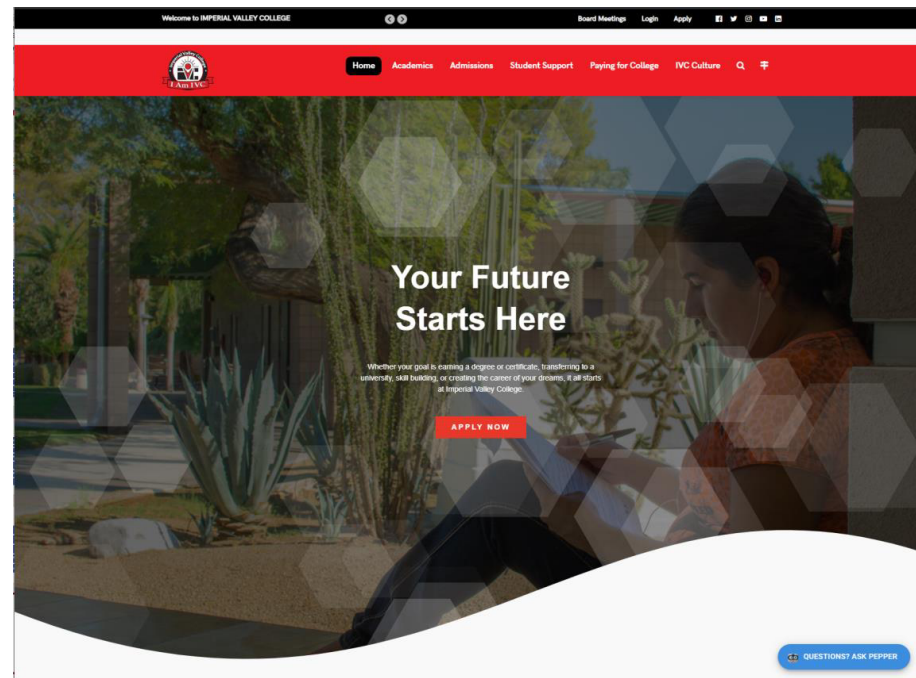 Welcome to IMPERIAL VALLEY COLLEGE
Board Meetings Login Apply
I Am IVC
Home Academics Admissions Student Support Paying for College IVC Culture
Your Future
Starts Here
Whether your goal is earning a degree or certificate, transferring to a
university, skill building, or creating the career of your dreams, it all starts
at Imperial Valley College.
APPLY NOW
QUESTIONS? ASK PEPPER